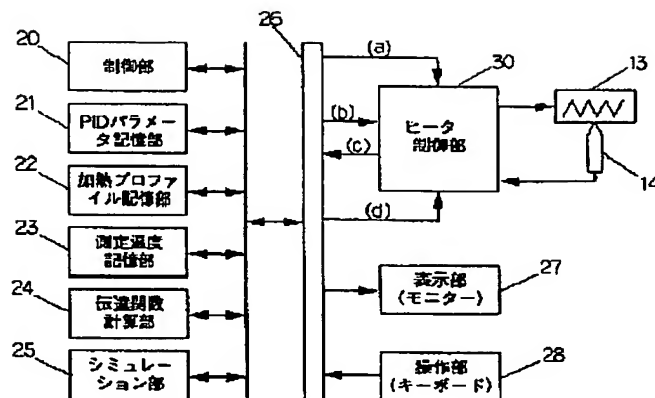 20
制御部
21
PIDパラメー
タ記憶部
22
加熱プロファ
イル記憶部
23
測定温度
記憶部
24
伝達関数
計算部
25
シミュレー
ション部
26
(a)
(b)
(c)
(d)
30
ヒータ
制御部
13
14
表示部
(モニター)
27
操作部
(キーボード)
28